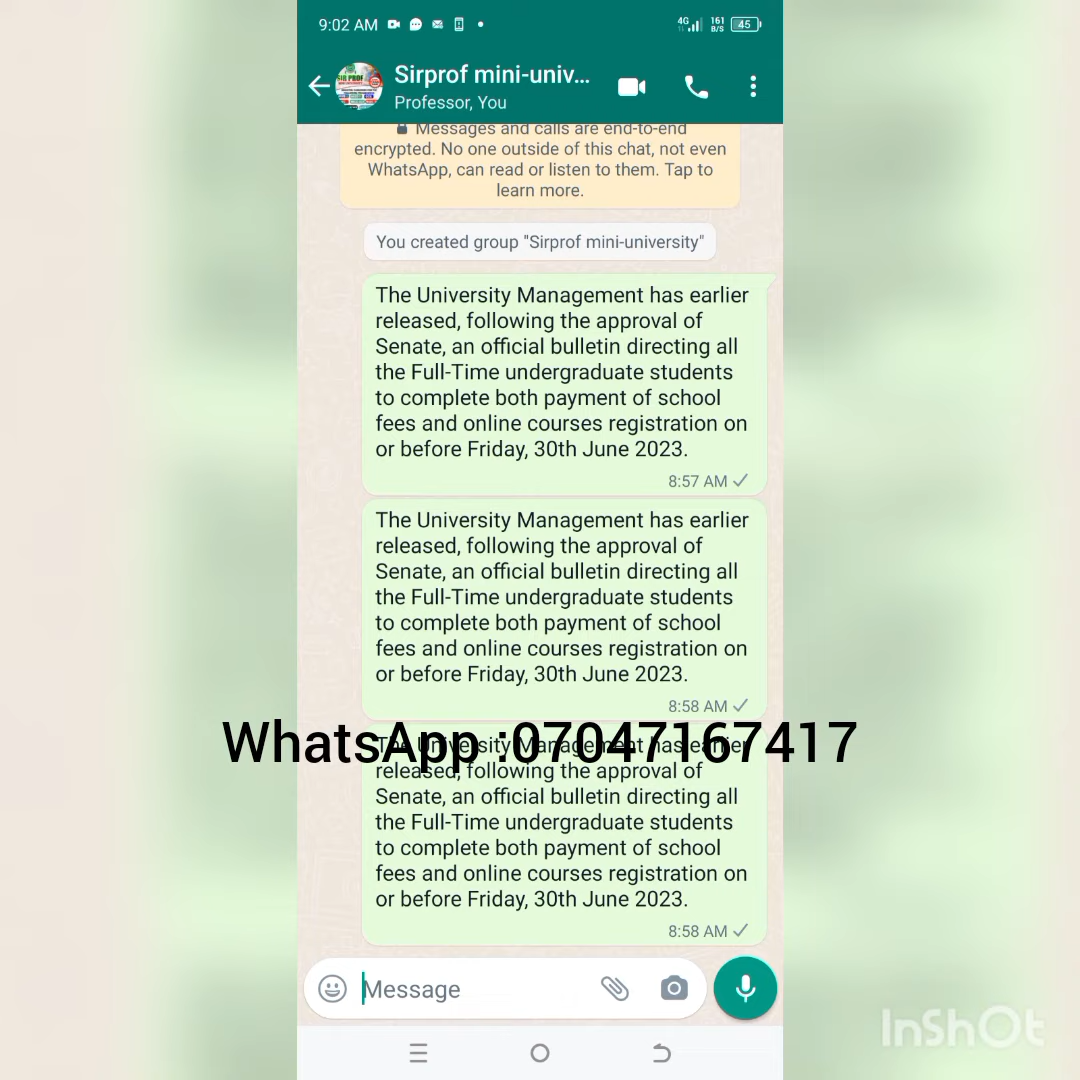 9:02 AM
4G
161
B/S
45
Sirprof mini-univ...
Professor, You
SIR PROF
Messages and calls are end-to-end
encrypted. No one outside of this chat, not even
WhatsApp, can read or listen to them. Tap to
learn more.
You created group "Sirprof mini-university"
The University Management has earlier
released, following the approval of
Senate, an official bulletin directing all
the Full-Time undergraduate students
to complete both payment of school
fees and online courses registration on
or before Friday, 30th June 2023.
8:57 AM
The University Management has earlier
released, following the approval of
Senate, an official bulletin directing all
the Full-Time undergraduate students
to complete both payment of school
fees and online courses registration on
or before Friday, 30th June 2023.
8:58 AM
WhatsApp :07047167417
The University Management has earlier
released, following the approval of
Senate, an official bulletin directing all
the Full-Time undergraduate students
to complete both payment of school
fees and online courses registration on
or before Friday, 30th June 2023.
8:58 AM
Message
InShOt